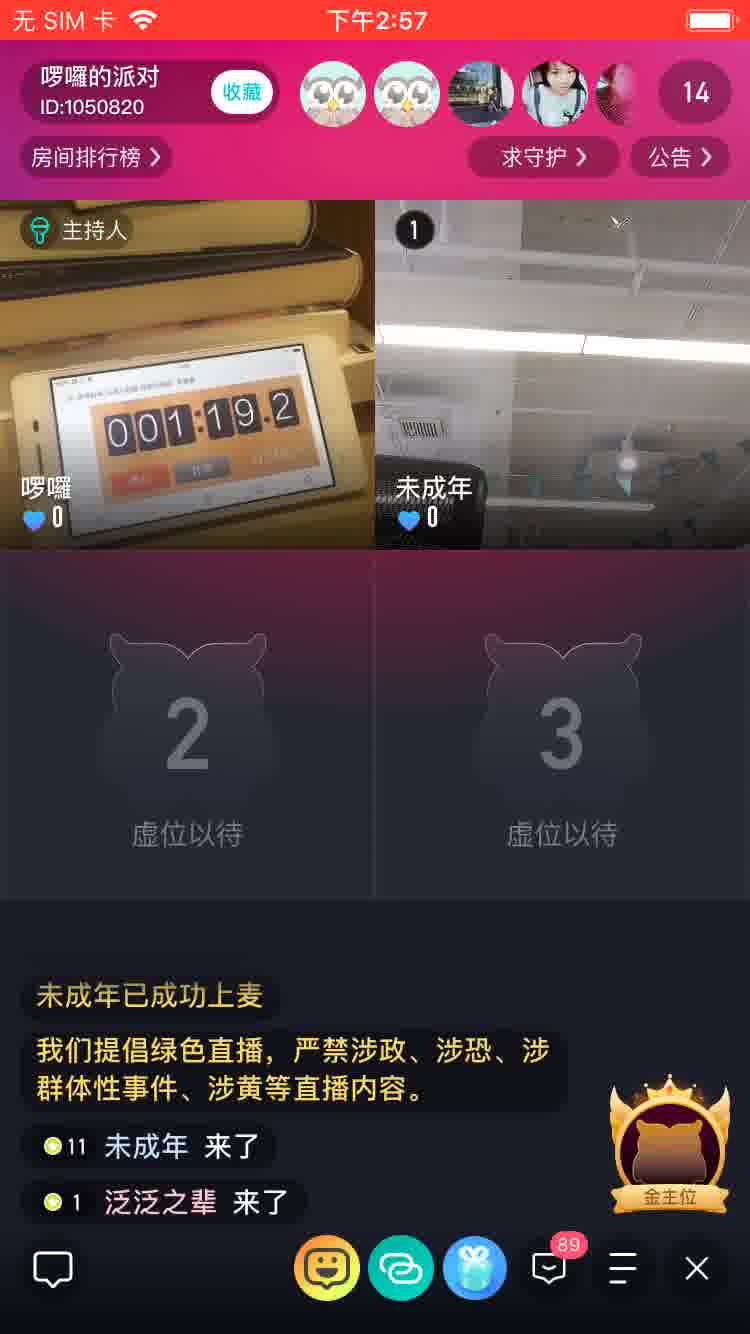 无 SIM 卡
下午2:57
啰囉的派对
ID:1050820
收藏
14
房间排行榜
求守护
公告
主持人
1
001:19.2
啰囉
0
未成年
0
2
虚位以待
3
虚位以待
未成年已成功上麦
我们提倡绿色直播，严禁涉政、涉恐、涉
群体性事件、涉黄等直播内容。
11 未成年 来了
1 泛泛之辈 来了
金主位
89